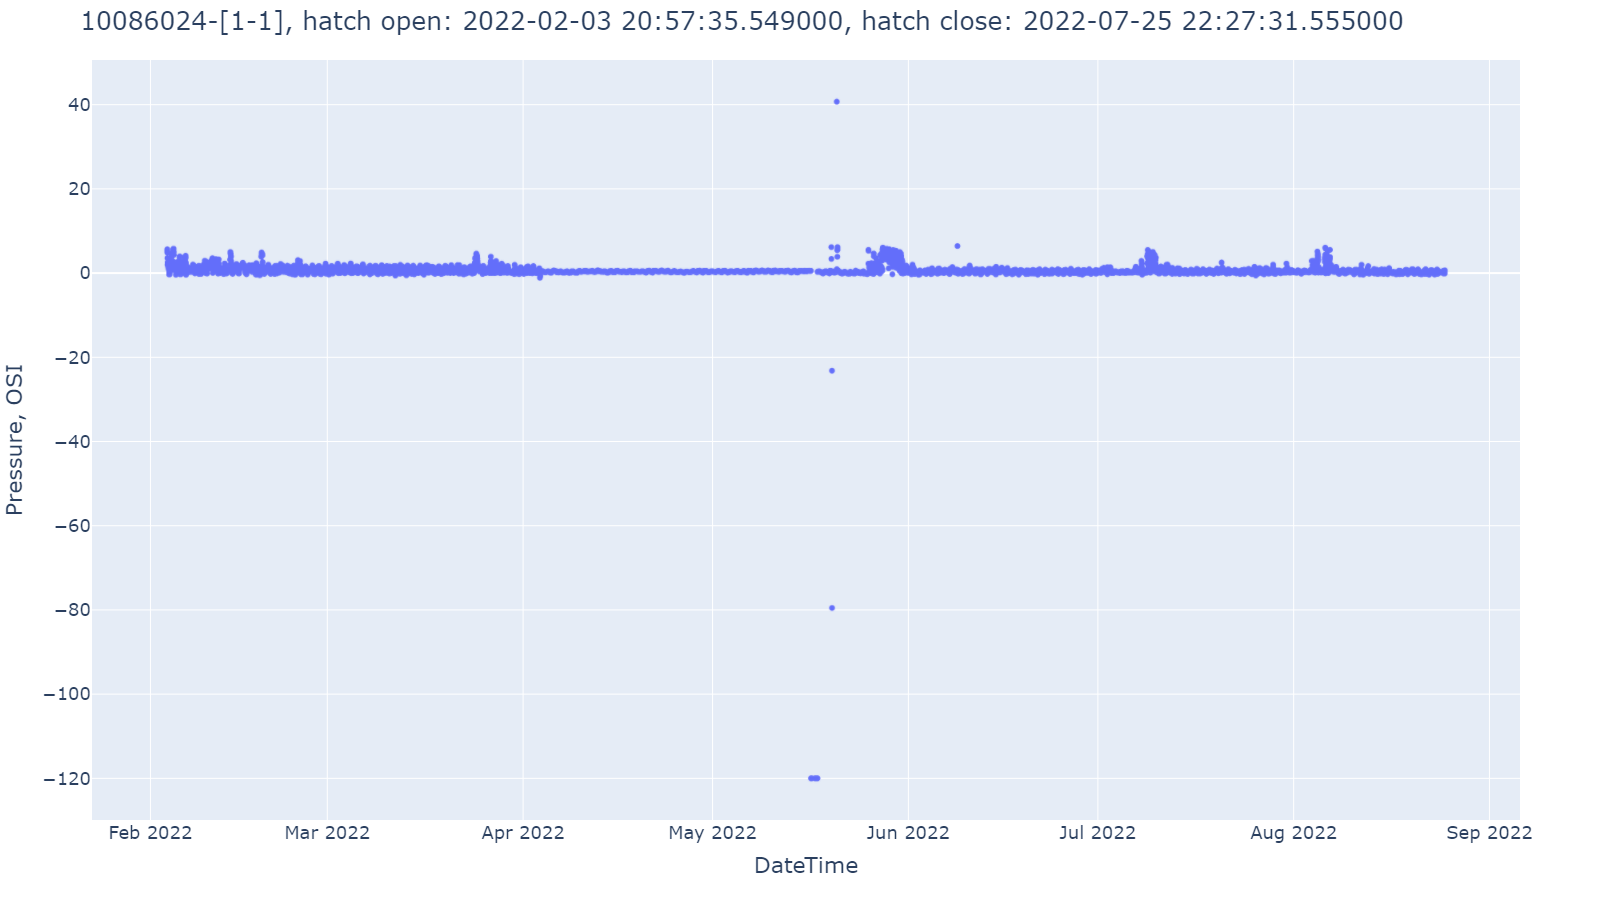 10086024-[1-1], hatch open: 2022-02-03 20:57:35.549000, hatch close: 2022-07-25 22:27:31.555000
40
20
0
−20
−40
−60
−80
−100
−120
Pressure, OSI
Feb 2022 Mar 2022 Apr 2022 May 2022 Jun 2022 Jul 2022 Aug 2022 Sep 2022
DateTime